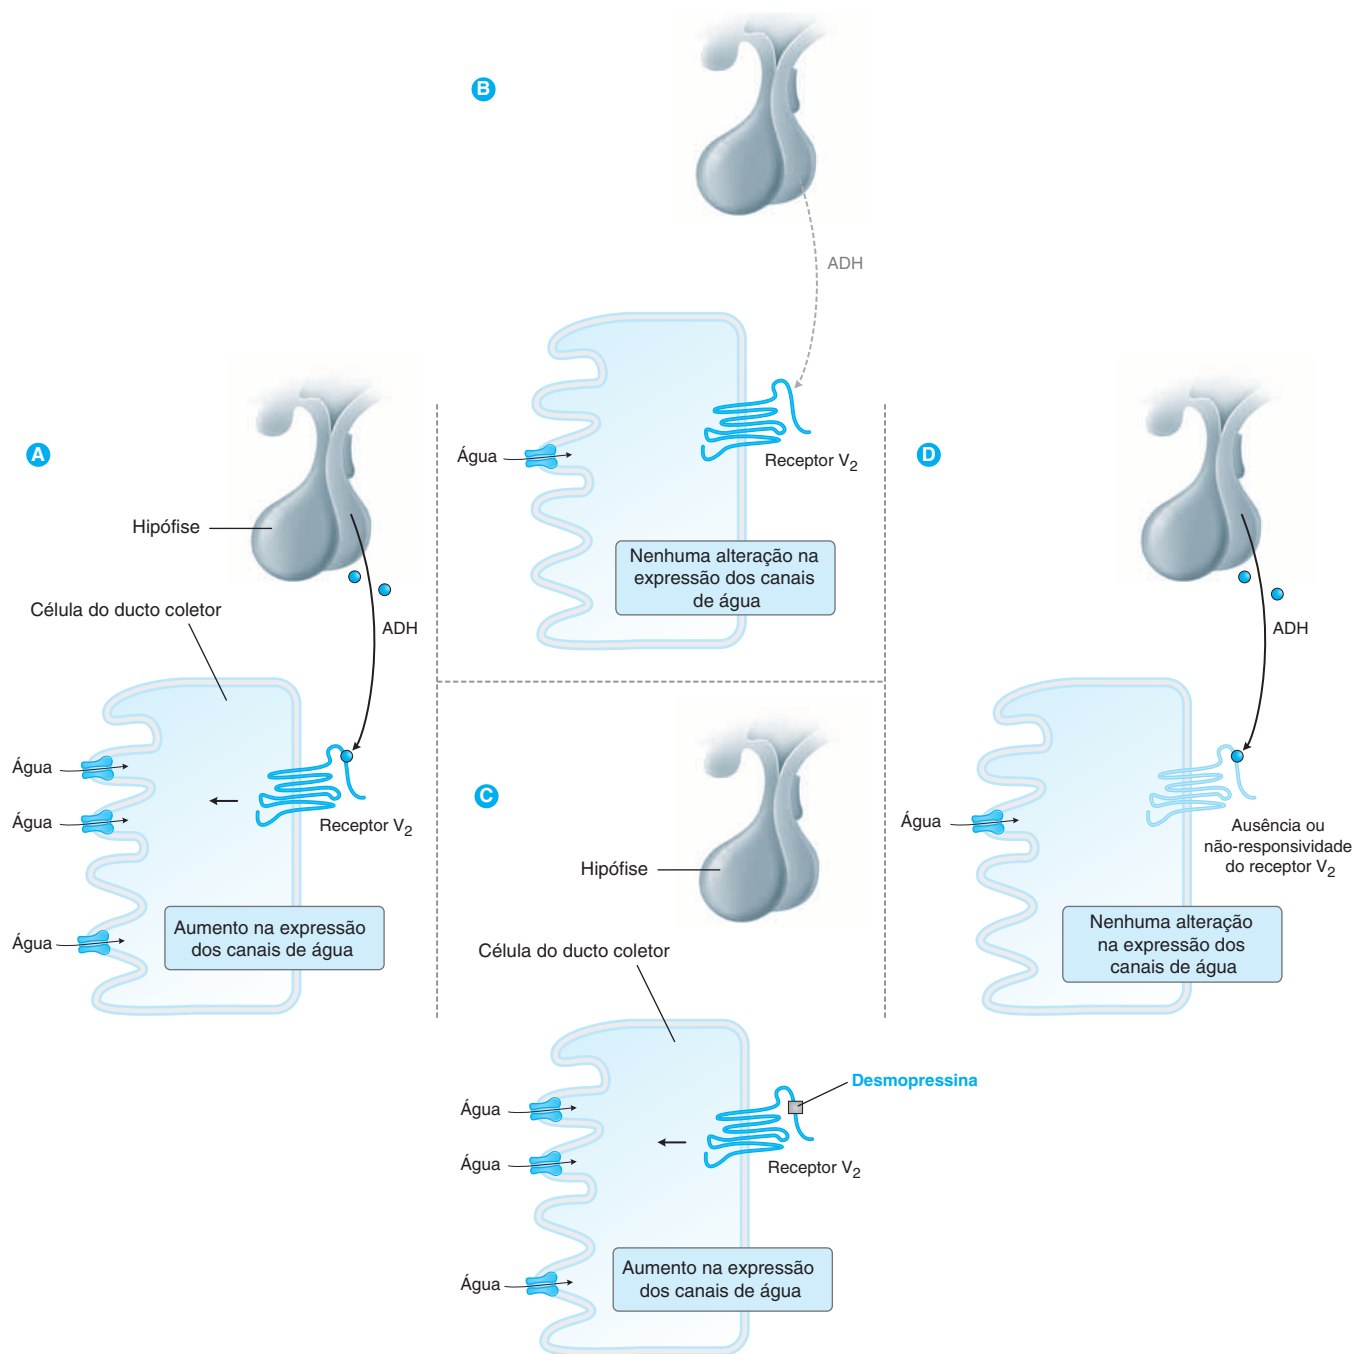 A
Hipófise
Célula do ducto coletor
ADH
Água
Água
Receptor V2
Água
Aumento na expressão
dos canais de água
B
ADH
Água
Receptor V2
Nenhuma alteração na
expressão dos canais
de água
C
Hipófise
Célula do ducto coletor
Desmopressina
Água
Água
Receptor V2
Água
Aumento na expressão
dos canais de água
D
ADH
Água
Ausência ou
não-responsividade
do receptor V2
Nenhuma alteração
na expressão dos
canais de água